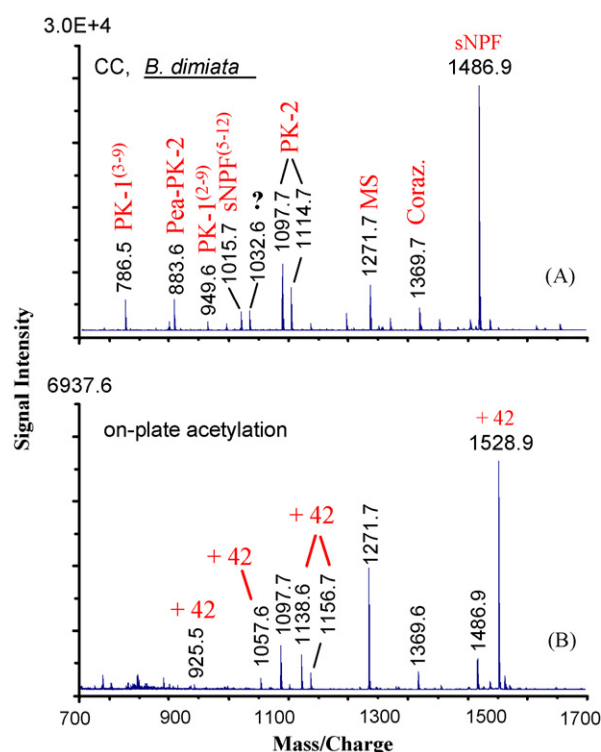 3.0E+4
CC, B. dimiata
sNPF
1486.9
PK-1(3-9)
786.5
Pea-PK-2
883.6
PK-1(2-9)
949.6
sNPF(5-12)
1015.7
?
1032.6
PK-2
1097.7
1114.7
MS
1271.7
Coraz.
1369.7
(A)
Signal Intensity
6937.6
on-plate acetylation
+ 42
1528.9
+ 42
925.5
+ 42
1057.6
1097.7
+ 42
1138.6
1156.7
1271.7
1369.6
1486.9
(B)
700 900 1100 1300 1500 1700
Mass/Charge